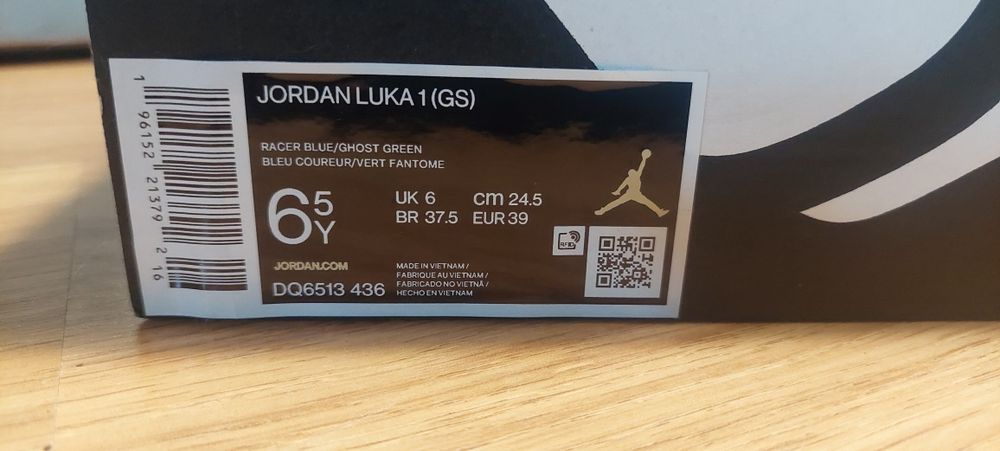 JORDAN LUKA 1 (GS)
RACER BLUE/GHOST GREEN
BLEU COUREUR/VERT FANTOME
6 5 Y
UK 6 cm 24.5
BR 37.5 EUR 39
JORDAN.COM
DQ6513 436
MADE IN VIETNAM /
FABRIQUE AU VIETNAM /
FABRICADO NO VIETNÃ /
HECHO EN VIETNAM
RFID
1 96152 21379 2 16